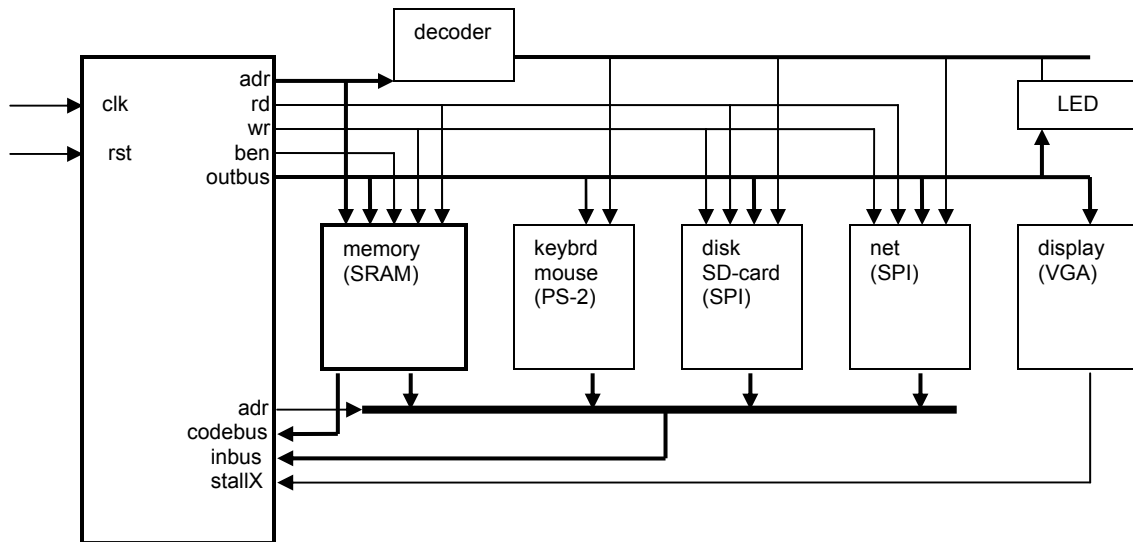 decoder
adr
rd
wr
ben
outbus
clk
rst
LED
memory
(SRAM)
keybrd
mouse
(PS-2)
disk
SD-card
(SPI)
net
(SPI)
display
(VGA)
adr
codebus
inbus
stallX